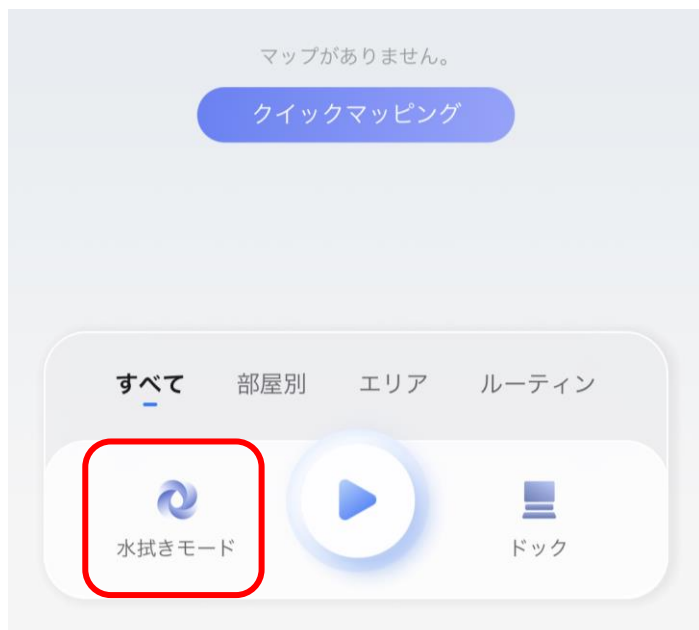 マップがありません。
クイックマッピング
すべて 部屋別 エリア ルーティン
水拭きモード ドック